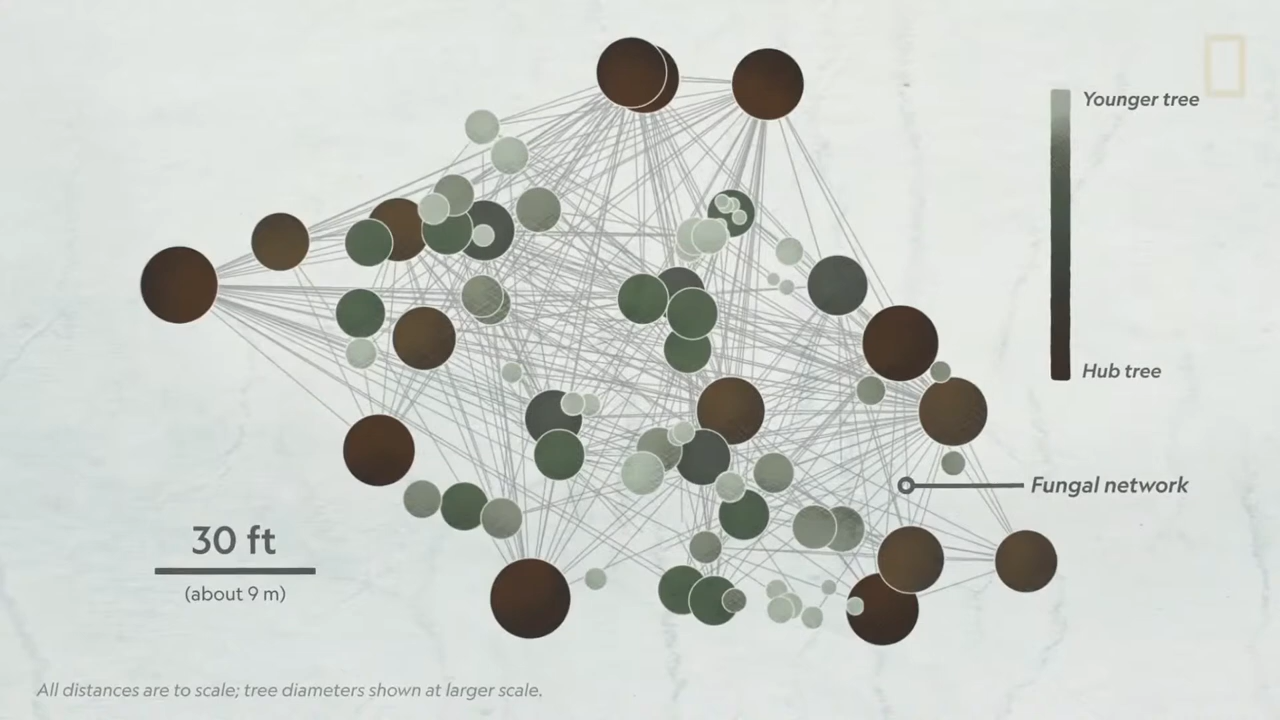 Younger tree
Hub tree
Fungal network
30 ft
(about 9 m)
All distances are to scale; tree diameters shown at larger scale.